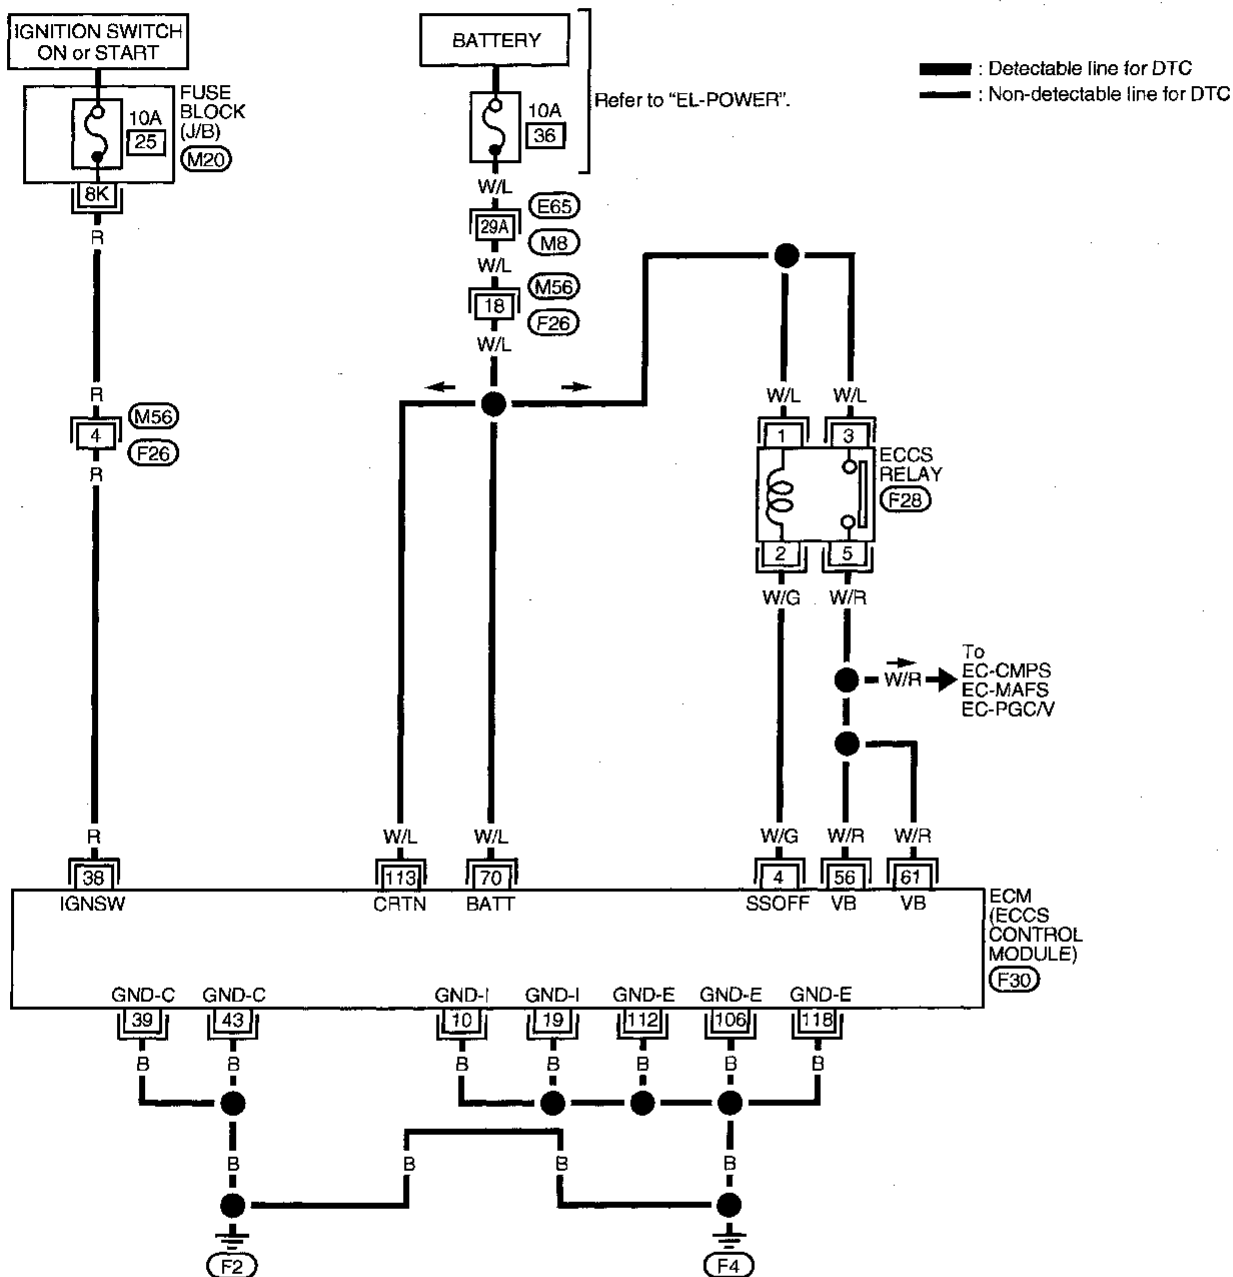 IGNITION SWITCH
ON or START
FUSE
BLOCK
(J/B)
M20
10A
25
8K
R
R
4
M56
F26
R
R
BATTERY
Refer to "EL-POWER".
10A
36
W/L
29A
E65
M8
W/L
18
M56
F26
W/L
: Detectable line for DTC
: Non-detectable line for DTC
W/L
W/L
1
3
ECCS
RELAY
F28
2
5
W/G
W/R
W/R
To
EC-CMPS
EC-MAFS
EC-PGC/V
W/L
W/L
W/G
W/R
W/R
38
113
70
4
56
61
IGNSW
CRTN
BATT
SSOFF
VB
VB
ECM
(ECCS
CONTROL
MODULE)
F30
GND-C
GND-C
GND-I
GND-I
GND-E
GND-E
GND-E
39
43
10
19
112
106
118
B
B
B
B
B
B
B
B
B
B
B
F2
F4